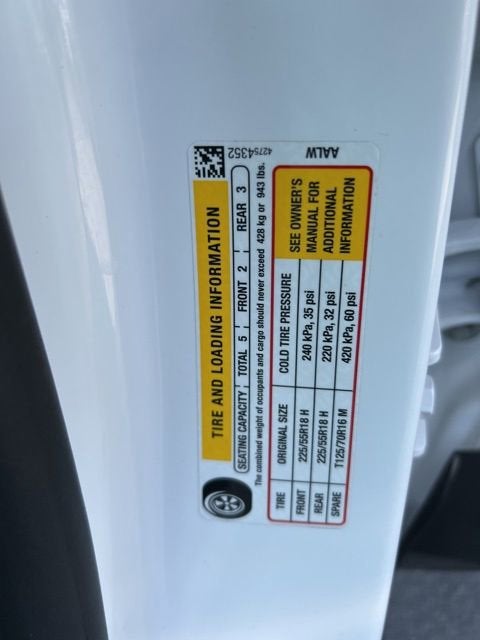 TIRE AND LOADING INFORMATION
SEATING CAPACITY TOTAL 5 FRONT 2 REAR 3
The combined weight of occupants and cargo should never exceed 428 kg or 943 lbs.
TIRE ORIGINAL SIZE COLD TIRE PRESSURE
FRONT 225/55R18 H 240 kPa, 35 psi
REAR 225/55R18 H 220 kPa, 32 psi
SPARE T125/70R16 M 420 kPa, 60 psi
SEE OWNER'S
MANUAL FOR
ADDITIONAL
INFORMATION
42754352
AALW